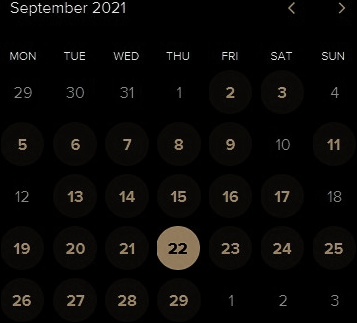 September 2021
MON TUE WED THU FRI SAT SUN
29 30 31 1 2 3 4
5 6 7 8 9 10 11
12 13 14 15 16 17 18
19 20 21 22 23 24 25
26 27 28 29 1 2 3